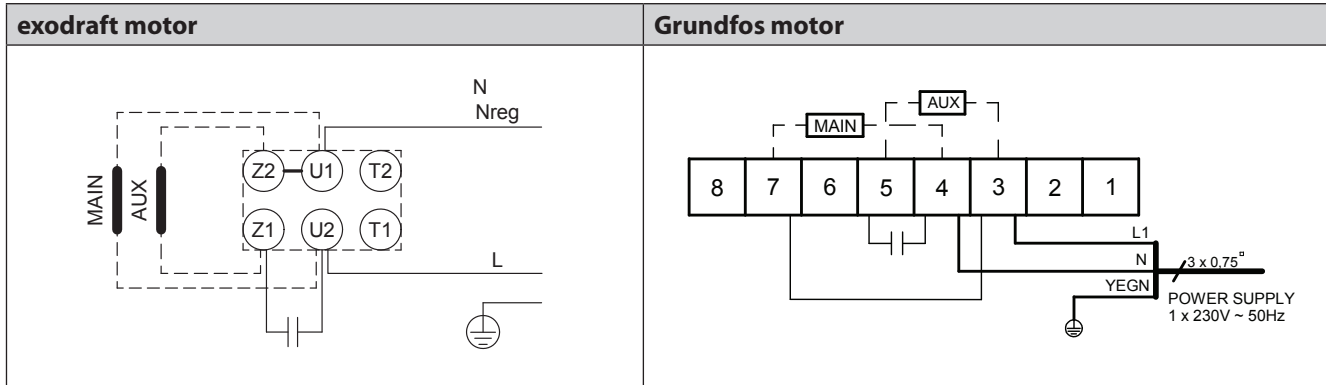 exodraft motor
Grundfos motor
N
Nreg
MAIN
AUX
Z2
U1
T2
Z1
U2
T1
L
AUX
MAIN
8 7 6 5 4 3 2 1
L1
N
YEGN
3 x 0,75□
POWER SUPPLY
1 x 230V ~ 50Hz